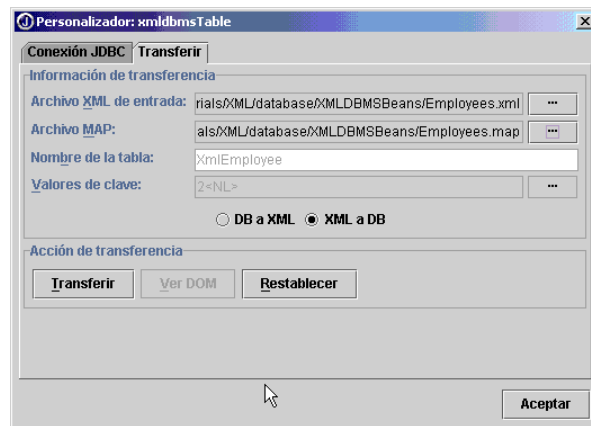 Personalizador: xmldbmsTable
Conexión JDBC Transferir
Información de transferencia
Archivo XML de entrada: rials/XML/database/XMLDBMSBeans/Employees.xml ...
Archivo MAP: als/XML/database/XMLDBMSBeans/Employees.map ...
Nombre de la tabla: XmlEmployee
Valores de clave: 2<NL> ...
DB a XML XML a DB
Acción de transferencia
Transferir Ver DOM Restablecer
Aceptar